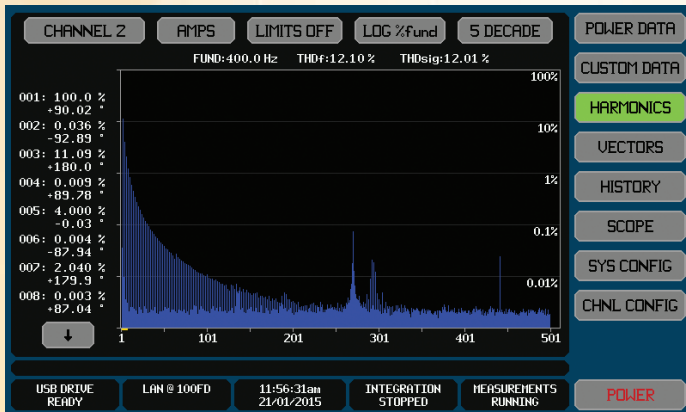 CHANNEL 2 AMPS LIMITS OFF LOG %fund 5 DECADE
FUND:400.0 Hz THDf:12.10 % THDsig:12.01 %
001: 100.0 %
+90.02 °
002: 0.036 %
-92.89 °
003: 11.09 %
+180.0 °
004: 0.009 %
+89.78 °
005: 4.000 %
-0.03 °
006: 0.004 %
-87.94 °
007: 2.040 %
+179.9 °
008: 0.003 %
+87.04 °
↓
100%
10%
1%
0.1%
0.01%
1 101 201 301 401 501
POWER DATA
CUSTOM DATA
HARMONICS
VECTORS
HISTORY
SCOPE
SYS CONFIG
CHNL CONFIG
POWER
USB DRIVE
READY
LAN @ 100FD
11:56:31am
21/01/2015
INTEGRATION
STOPPED
MEASUREMENTS
RUNNING